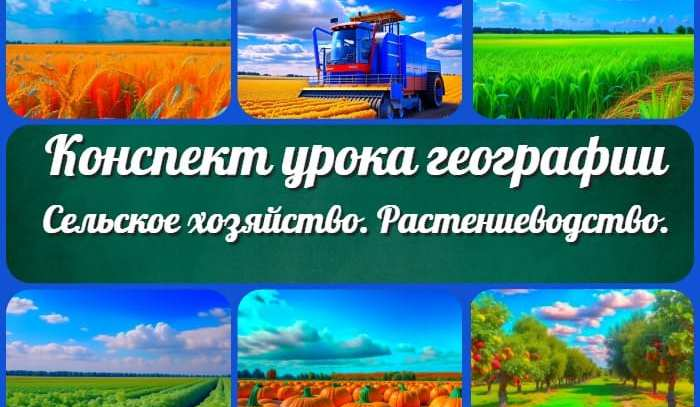 Конспект урока географии
Сельское хозяйство. Растениеводство.